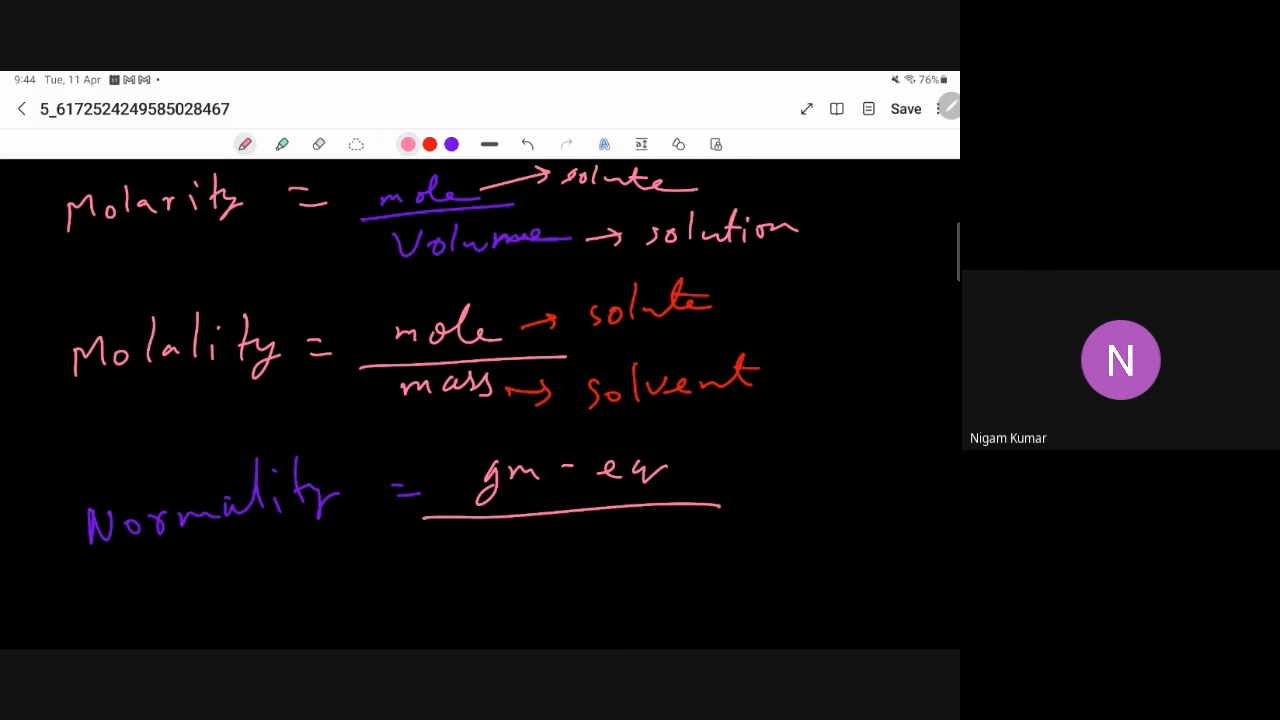 9:44 Tue, 11 Apr
76%
5_6172524249585028467
Save
Molarity = mole → solute
Volume → solution
Molality = mole → solute
mass → solvent
Normality = gm - eq
N
Nigam Kumar